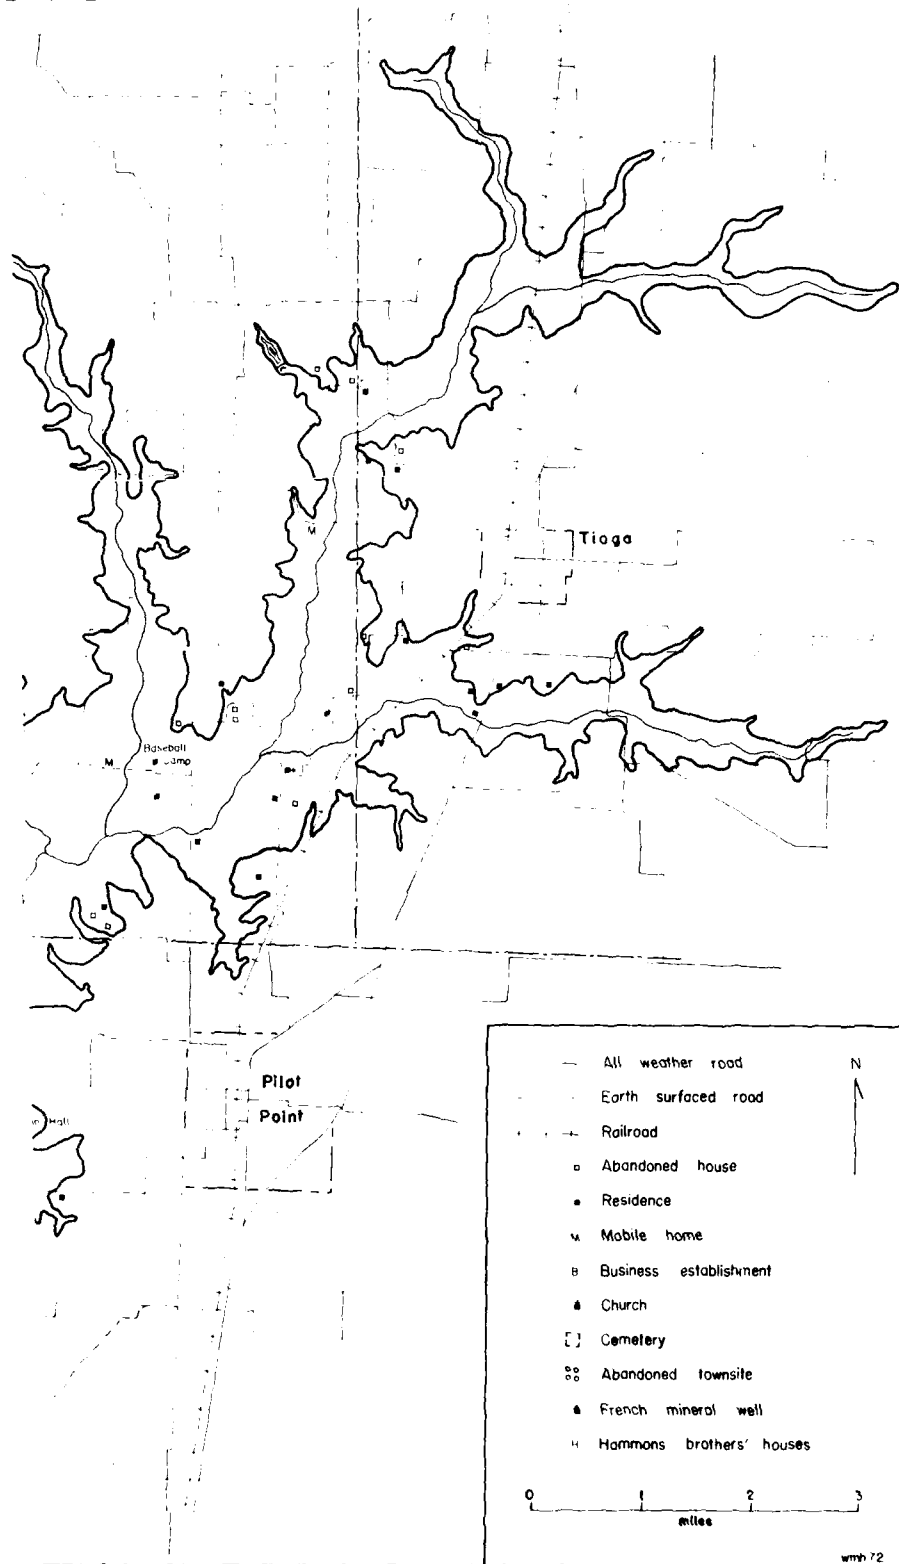 Tioga
M
Baseball
Camp
M
Pilot
Point
Hall
All weather road
N
Earth surfaced road
Railroad
Abandoned house
Residence
M Mobile home
B Business establishment
Church
Cemetery
Abandoned townsite
French mineral well
H Hammons brothers' houses
0 1 2 3
miles
wmh 72